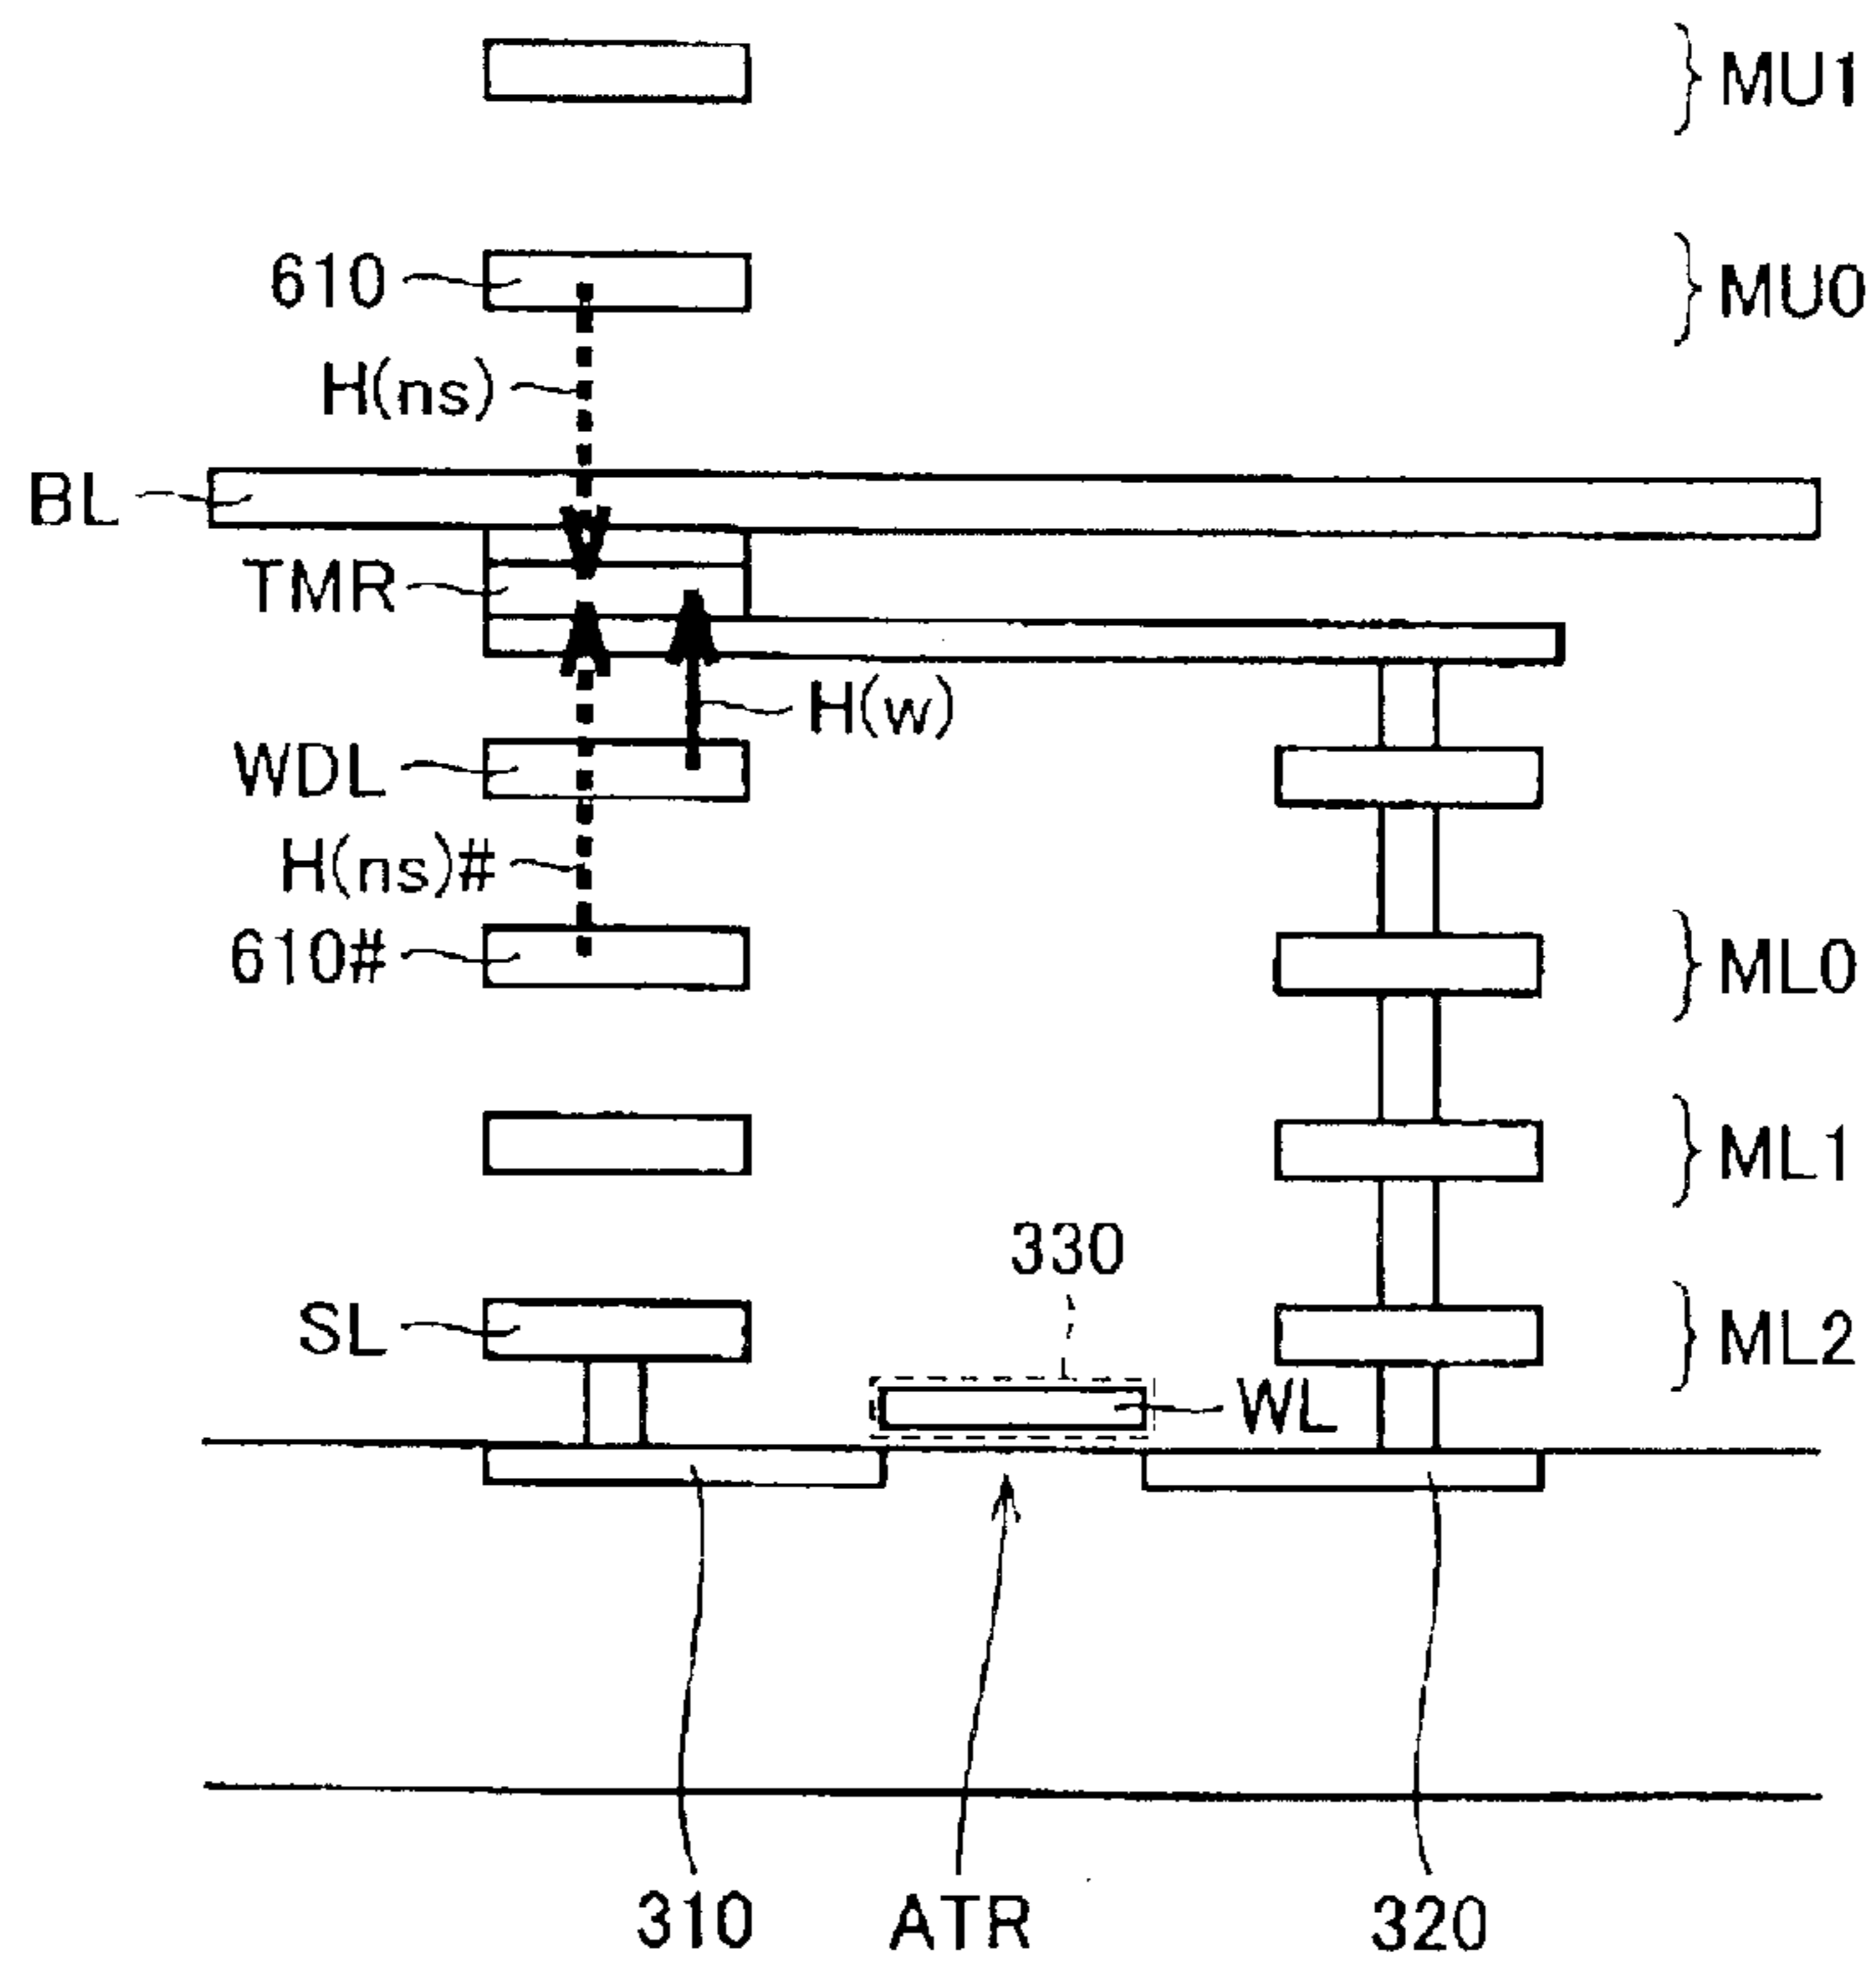 MU1
610
MU0
H(ns)
BL
TMR
H(w)
WDL
H(ns)#
610#
ML0
ML1
330
SL
ML2
WL
310
ATR
320